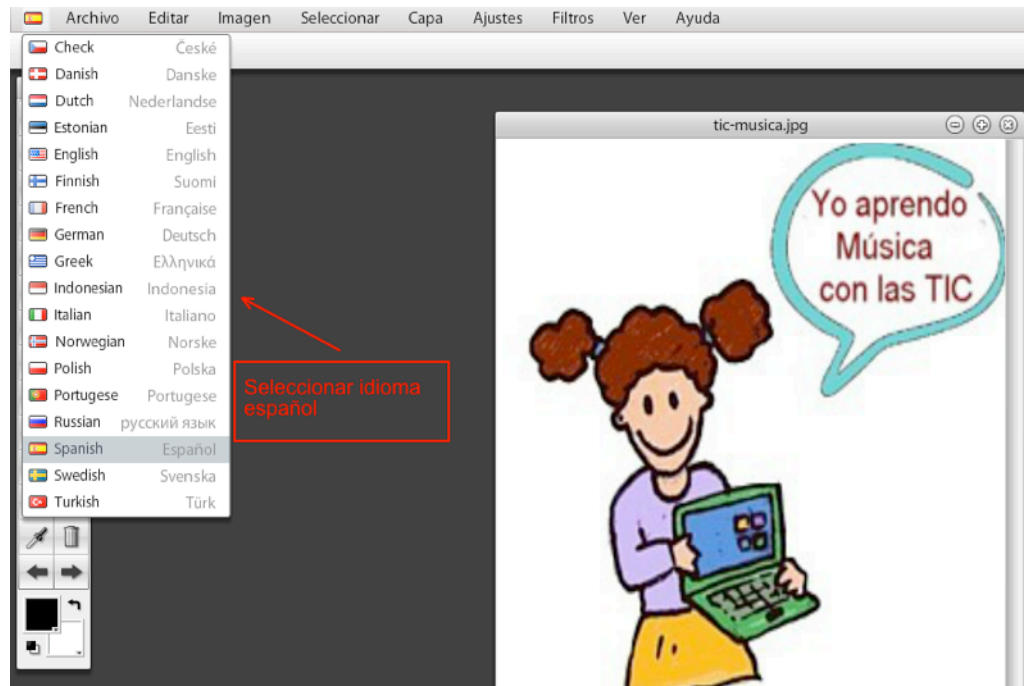 Archivo Editar Imagen Seleccionar Capa Ajustes Filtros Ver Ayuda
Check České
Danish Danske
Dutch Nederlandse
Estonian Eesti
English English
Finnish Suomi
French Française
German Deutsch
Greek Ελληνικά
Indonesian Indonesia
Italian Italiano
Norwegian Norske
Polish Polska
Portugese Portugese
Russian русский язык
Spanish Español
Swedish Svenska
Turkish Türk
Seleccionar idioma
español
tic-musica.jpg
Yo aprendo
Música
con las TIC